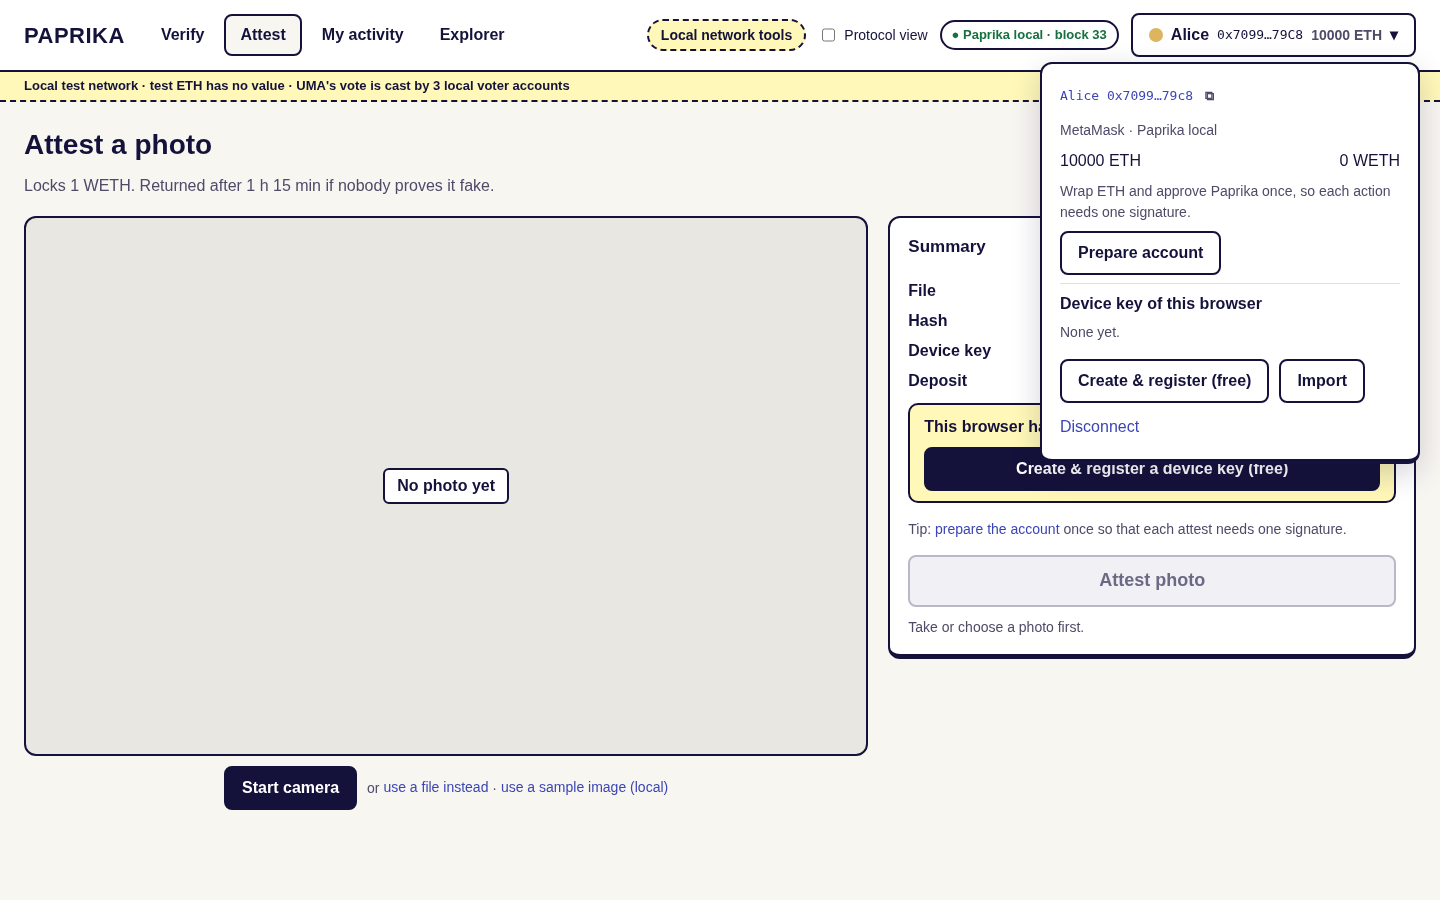 PAPRIKA Verify Attest My activity Explorer Local network tools Protocol view ● Paprika local · block 33 Alice 0x7099…79C8 10000 ETH ▼
Local test network · test ETH has no value · UMA's vote is cast by 3 local voter accounts
Attest a photo
Locks 1 WETH. Returned after 1 h 15 min if nobody proves it fake.
No photo yet
Start camera or use a file instead · use a sample image (local)
Summary
File
Hash
Device key
Deposit
This browser
Create & register a device key (free)
Tip: prepare the account once so that each attest needs one signature.
Attest photo
Take or choose a photo first.
Alice 0x7099…79c8 ⧉
MetaMask · Paprika local
10000 ETH 0 WETH
Wrap ETH and approve Paprika once, so each action
needs one signature.
Prepare account
Device key of this browser
None yet.
Create & register (free) Import
Disconnect